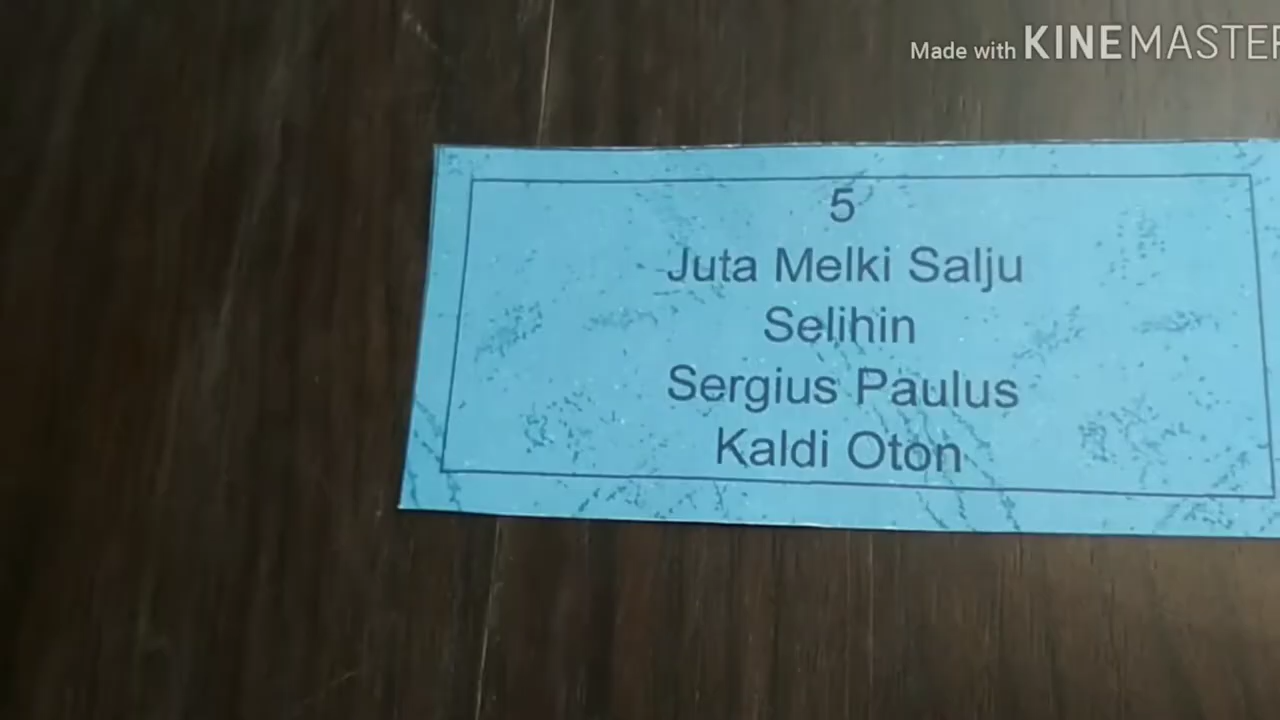 Made with KINEMASTER
5
Juta Melki Salju
Selihin
Sergius Paulus
Kaldi Oton